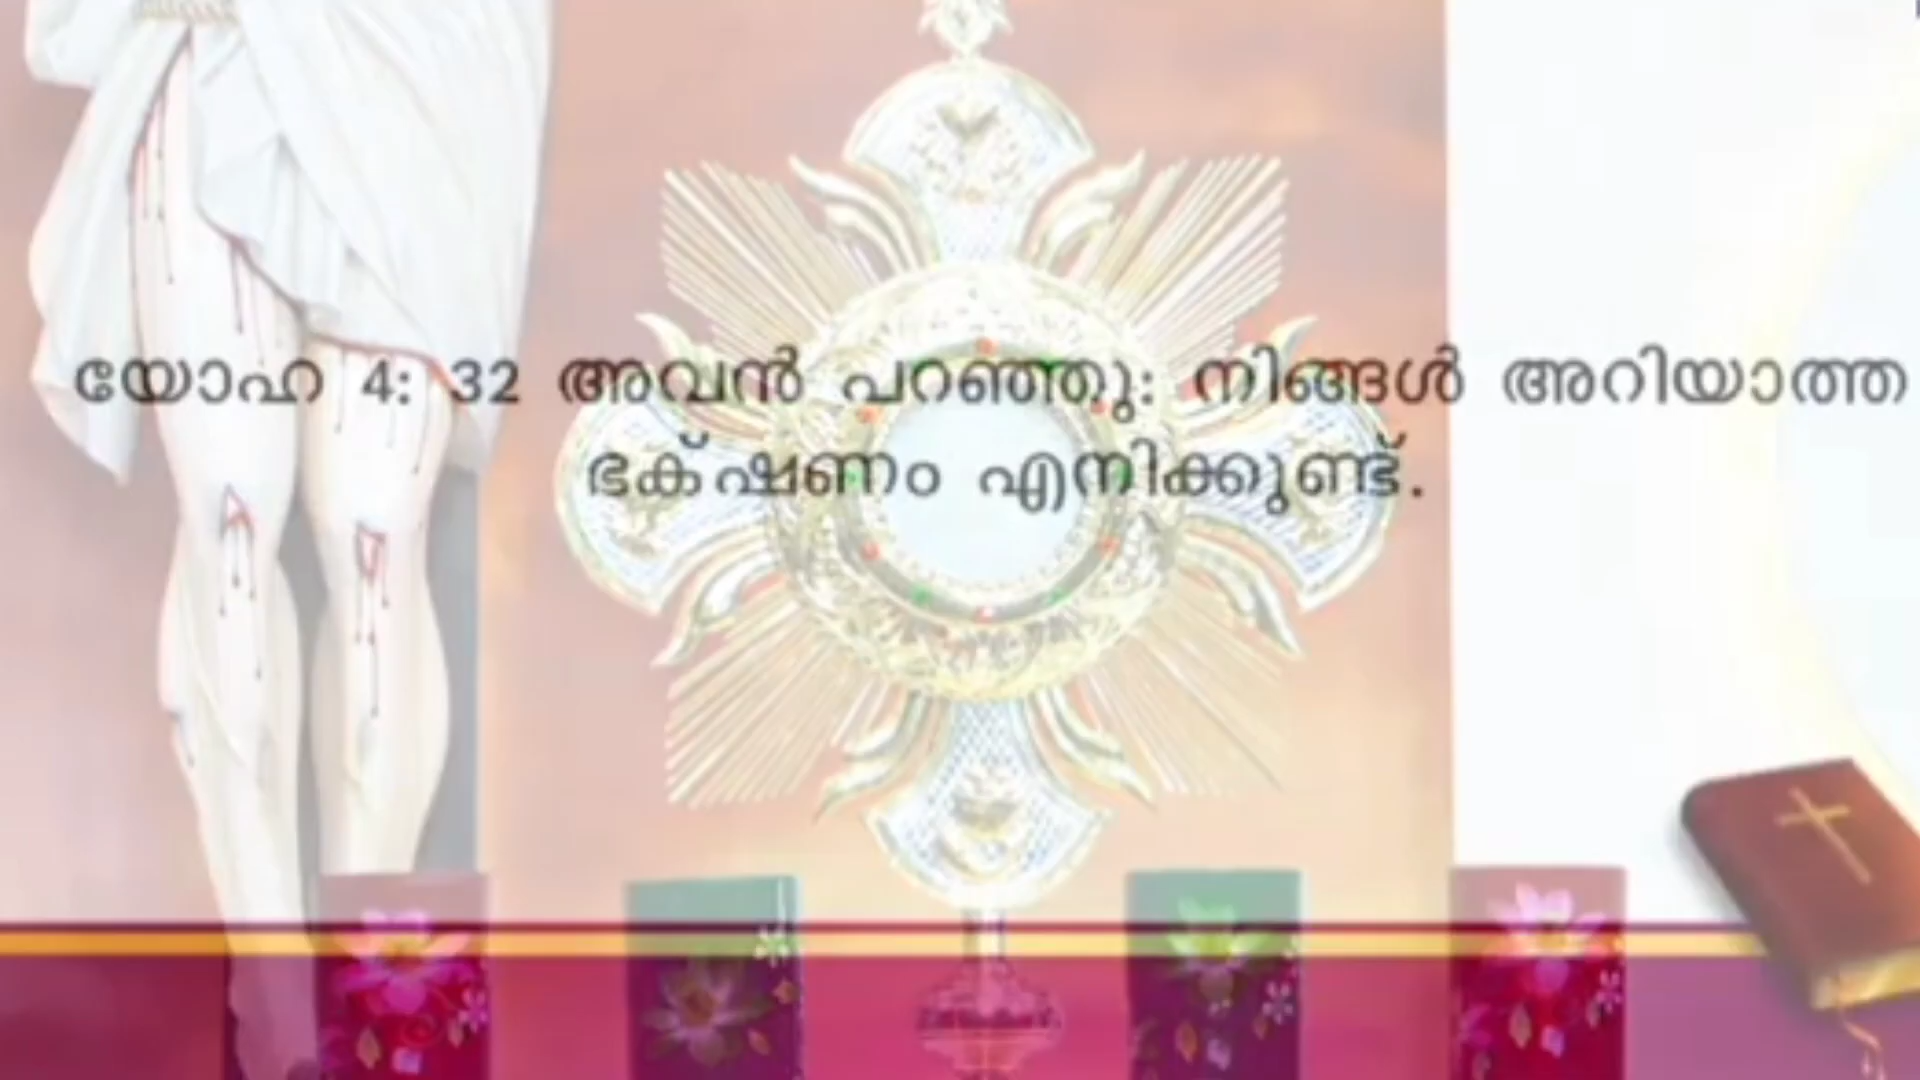 യോഹ 4: 32 അവൻ പറഞ്ഞു: നിങ്ങൾ അറിയാത്ത
ഭക്‌ഷണം എനിക്കുണ്ട്.